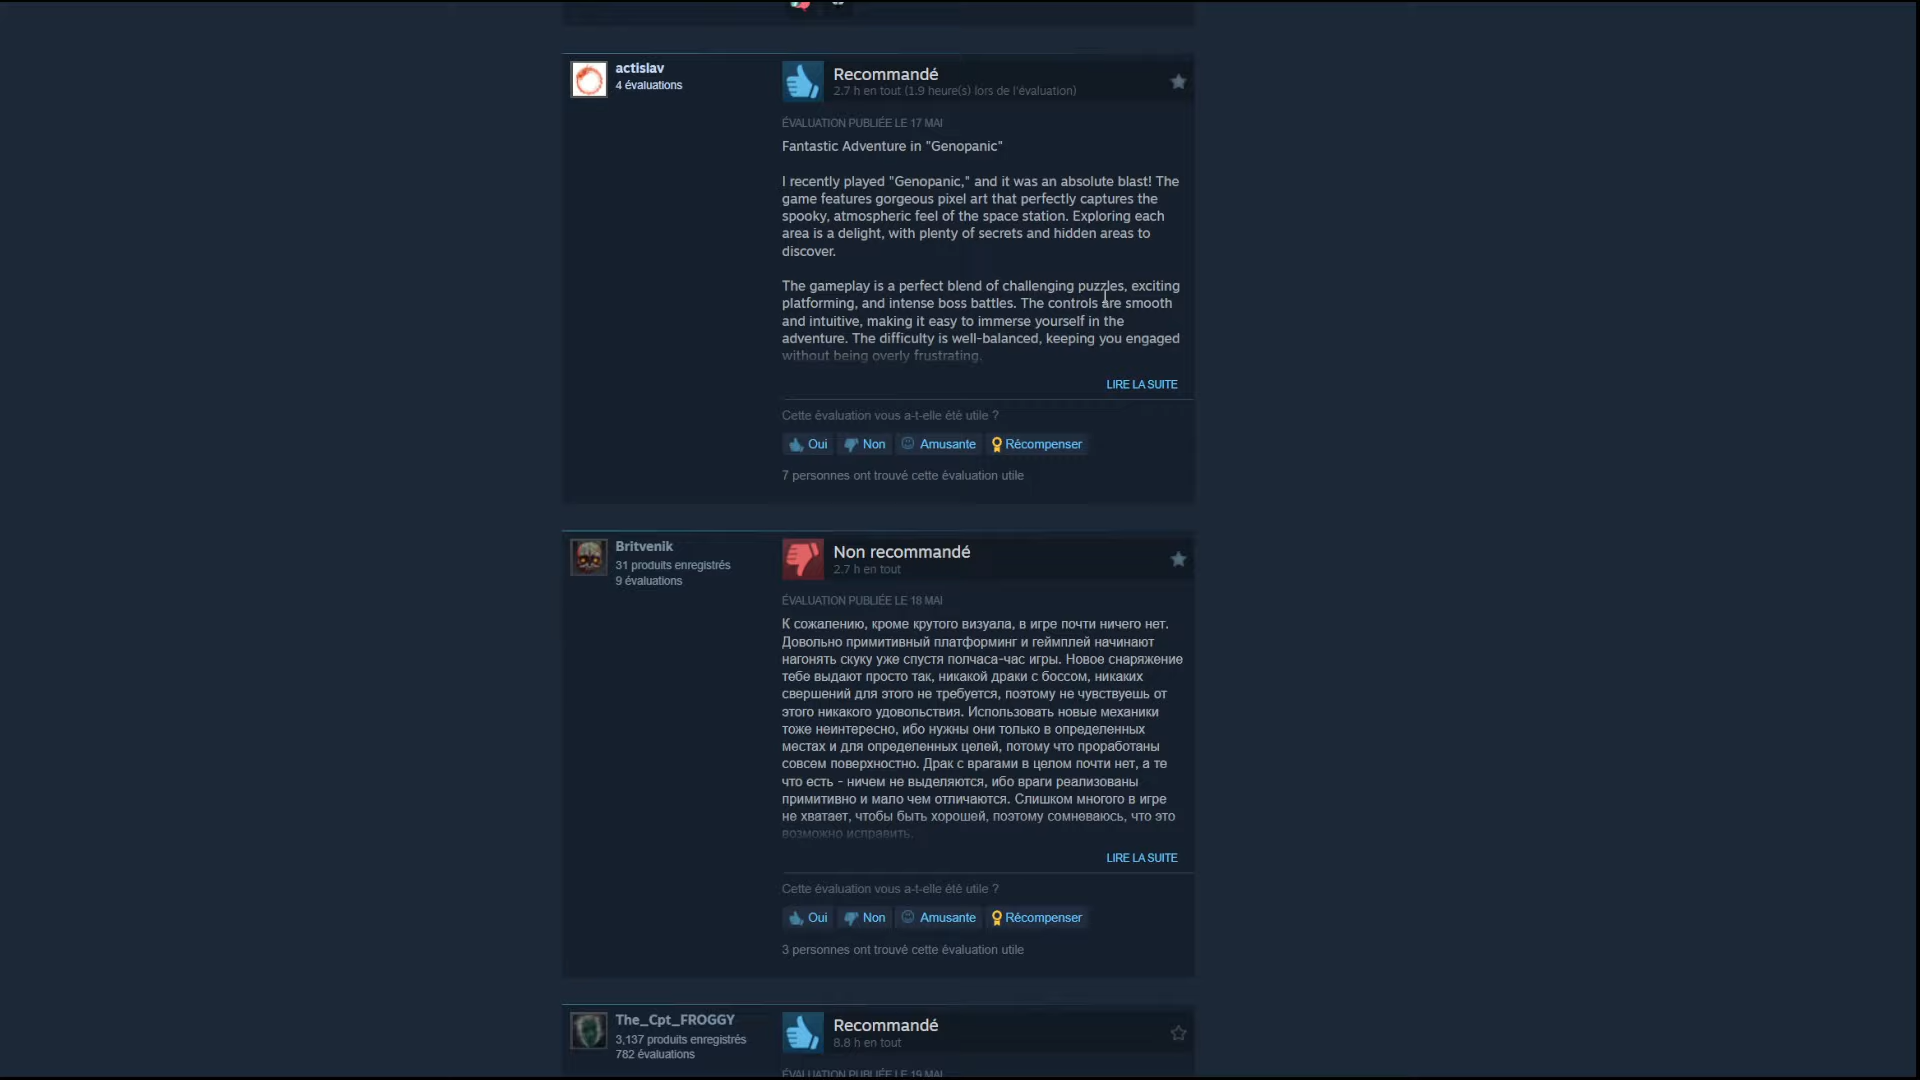 actislav
4 évaluations
Recommandé
2.7 h en tout (1.9 heure(s) lors de l'évaluation)
ÉVALUATION PUBLIÉE LE 17 MAI
Fantastic Adventure in "Genopanic"
I recently played "Genopanic," and it was an absolute blast! The
game features gorgeous pixel art that perfectly captures the
spooky, atmospheric feel of the space station. Exploring each
area is a delight, with plenty of secrets and hidden areas to
discover.
The gameplay is a perfect blend of challenging puzzles, exciting
platforming, and intense boss battles. The controls are smooth
and intuitive, making it easy to immerse yourself in the
adventure. The difficulty is well-balanced, keeping you engaged
without being overly frustrating.
LIRE LA SUITE
Cette évaluation vous a-t-elle été utile ?
Oui Non Amusante Récompenser
7 personnes ont trouvé cette évaluation utile
Britvenik
31 produits enregistrés
9 évaluations
Non recommandé
2.7 h en tout
ÉVALUATION PUBLIÉE LE 18 MAI
К сожалению, кроме крутого визуала, в игре почти ничего нет.
Довольно примитивный платформинг и геймплей начинают
нагонять скуку уже спустя полчаса-час игры. Новое снаряжение
тебе выдают просто так, никакой драки с боссом, никаких
свершений для этого не требуется, поэтому не чувствуешь от
этого никакого удовольствия. Использовать новые механики
тоже неинтересно, ибо нужны они только в определенных
местах и для определенных целей, потому что проработаны
совсем поверхностно. Драк с врагами в целом почти нет, а те
что есть - ничем не выделяются, ибо враги реализованы
примитивно и мало чем отличаются. Слишком многого в игре
не хватает, чтобы быть хорошей, поэтому сомневаюсь, что это
возможно исправить.
LIRE LA SUITE
Cette évaluation vous a-t-elle été utile ?
Oui Non Amusante Récompenser
3 personnes ont trouvé cette évaluation utile
The_Cpt_FROGGY
3,137 produits enregistrés
782 évaluations
Recommandé
8.8 h en tout
ÉVALUATION PUBLIÉE LE 19 MAI